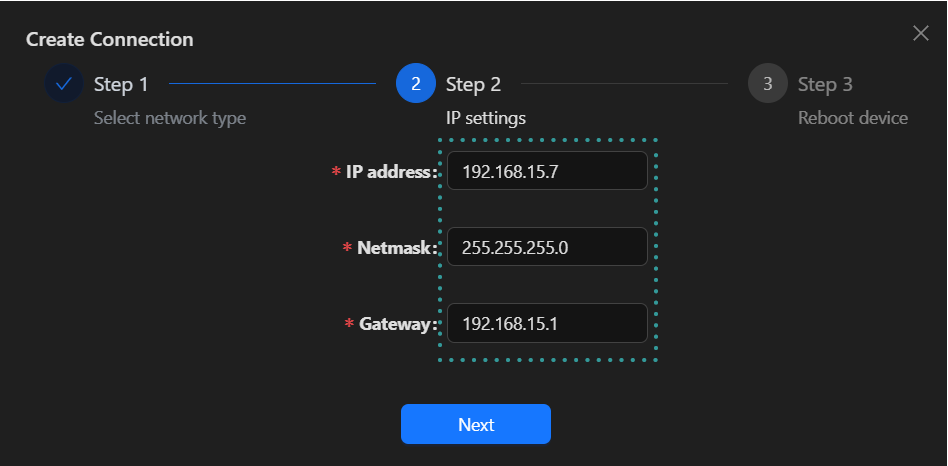 Create Connection
Step 1
2 Step 2
3 Step 3
Select network type
IP settings
Reboot device
* IP address: 192.168.15.7
* Netmask: 255.255.255.0
* Gateway: 192.168.15.1
Next